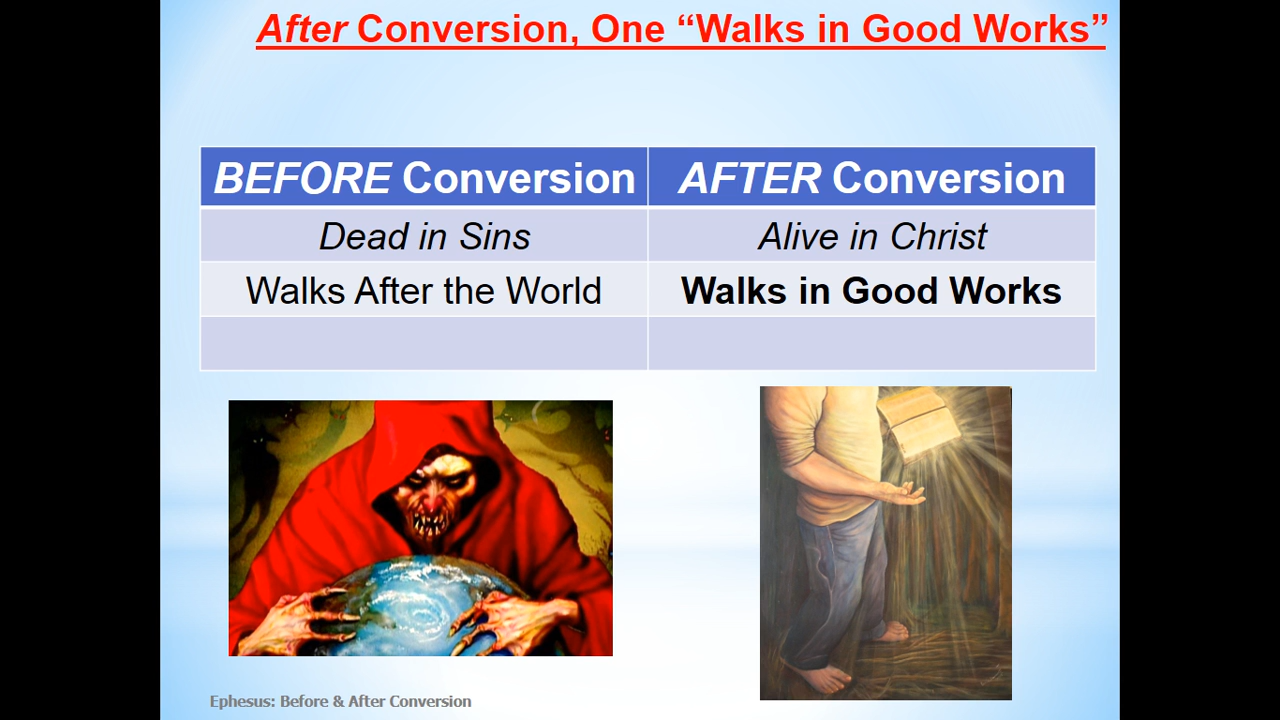 After Conversion, One “Walks in Good Works”
BEFORE Conversion
AFTER Conversion
Dead in Sins
Alive in Christ
Walks After the World
Walks in Good Works
Ephesus: Before & After Conversion